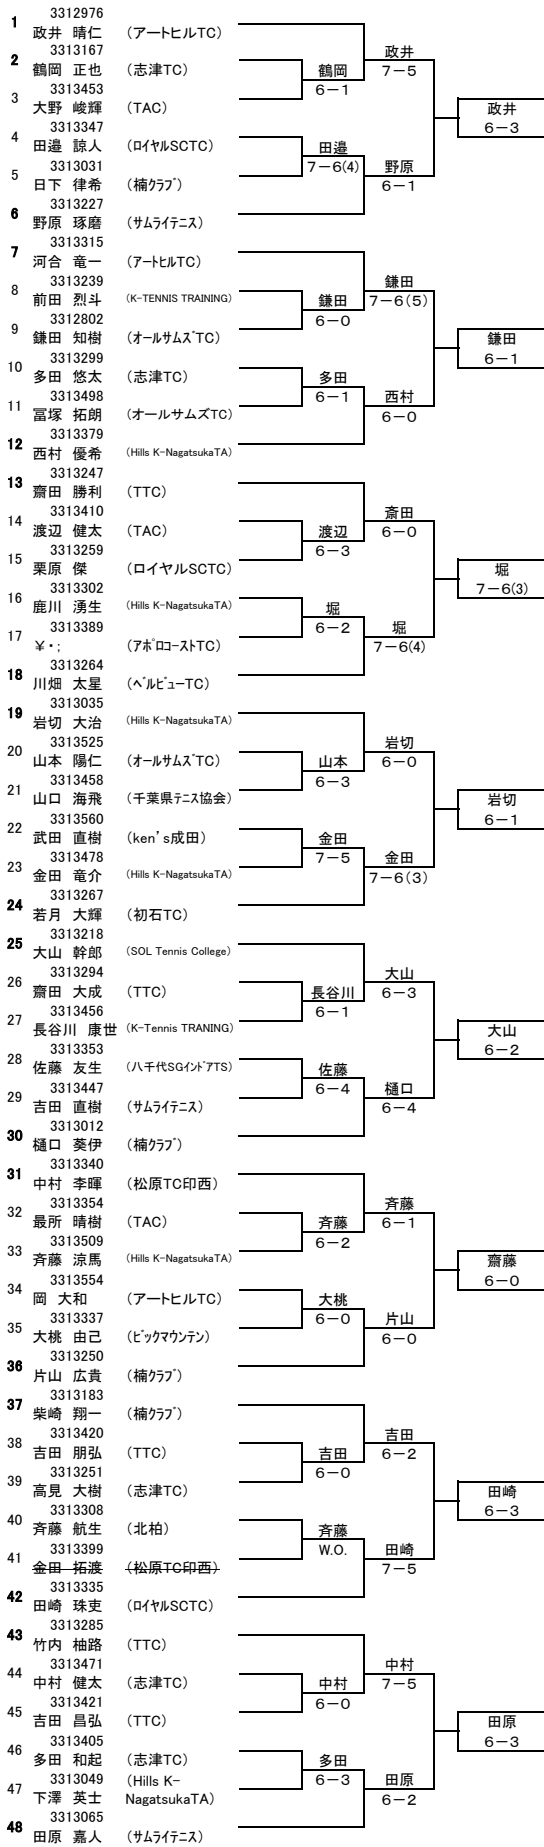 3312976
1 政井 晴仁 (アートヒルTC)
3313167
2 鶴岡 正也 (志津TC)
3313453
3 大野 峻輝 (TAC)
3313347
4 田邉 諒人 (ロイヤルSCTC)
3313031
5 日下 律希 (楠クラブ)
3313227
6 野原 琢磨 (サムライテニス)
3313315
7 河合 竜一 (アートヒルTC)
3313239
8 前田 烈斗 (K-TENNIS TRAINING)
3312802
9 鎌田 知樹 (オールサムズTC)
3313299
10 多田 悠太 (志津TC)
3313498
11 冨塚 拓朗 (オールサムズTC)
3313379
12 西村 優希 (Hills K-NagatsukaTA)
3313247
13 齋田 勝利 (TTC)
3313410
14 渡辺 健太 (TAC)
3313259
15 栗原 傑 (ロイヤルSCTC)
3313302
16 鹿川 湧生 (Hills K-NagatsukaTA)
3313389
17 ¥・; (アポロコーストTC)
3313264
18 川畑 太星 (ベルビューTC)
3313035
19 岩切 大治 (Hills K-NagatsukaTA)
3313525
20 山本 陽仁 (オールサムズTC)
3313458
21 山口 海飛 (千葉県テニス協会)
3313560
22 武田 直樹 (ken's成田)
3313478
23 金田 竜介 (Hills K-NagatsukaTA)
3313267
24 若月 大輝 (初石TC)
3313218
25 大山 幹郎 (SOL Tennis College)
3313294
26 齋田 大成 (TTC)
3313456
27 長谷川 康世 (K-Tennis TRANING)
3313353
28 佐藤 友生 (八千代SGインドアTS)
3313447
29 吉田 直樹 (サムライテニス)
3313012
30 樋口 葵伊 (楠クラブ)
3313340
31 中村 李暉 (松原TC印西)
3313354
32 最所 晴樹 (TAC)
3313509
33 斉藤 涼馬 (Hills K-NagatsukaTA)
3313554
34 岡 大和 (アートヒルTC)
3313337
35 大桃 由己 (ビックマウンテン)
3313250
36 片山 広貴 (楠クラブ)
3313183
37 柴崎 翔一 (楠クラブ)
3313420
38 吉田 朋弘 (TTC)
3313251
39 高見 大樹 (志津TC)
3313308
40 斉藤 航生 (北柏)
3313399
41 金田 拓渡 (松原TC印西)
3313335
42 田崎 珠吏 (ロイヤルSCTC)
3313285
43 竹内 柚路 (TTC)
3313471
44 中村 健太 (志津TC)
3313421
45 吉田 昌弘 (TTC)
3313405
46 多田 和起 (志津TC)
3313049 (Hills K-
47 下澤 英士 NagatsukaTA)
3313065
48 田原 嘉人 (サムライテニス)
鶴岡
6-1
田邉
7-6(4)
鎌田
6-0
多田
6-1
渡辺
6-3
堀
6-2
山本
6-3
金田
7-5
長谷川
6-1
佐藤
6-4
斉藤
6-2
大桃
6-0
吉田
6-0
斉藤
W.O.
中村
6-0
多田
6-3
政井
7-5
野原
6-1
鎌田
7-6(5)
西村
6-0
斎田
6-0
堀
7-6(4)
岩切
6-0
金田
7-6(3)
大山
6-3
樋口
6-4
斉藤
6-1
片山
6-0
吉田
6-2
田崎
7-5
中村
7-5
田原
6-2
政井
6-3
鎌田
6-1
堀
7-6(3)
岩切
6-1
大山
6-2
齋藤
6-0
田崎
6-3
田原
6-3